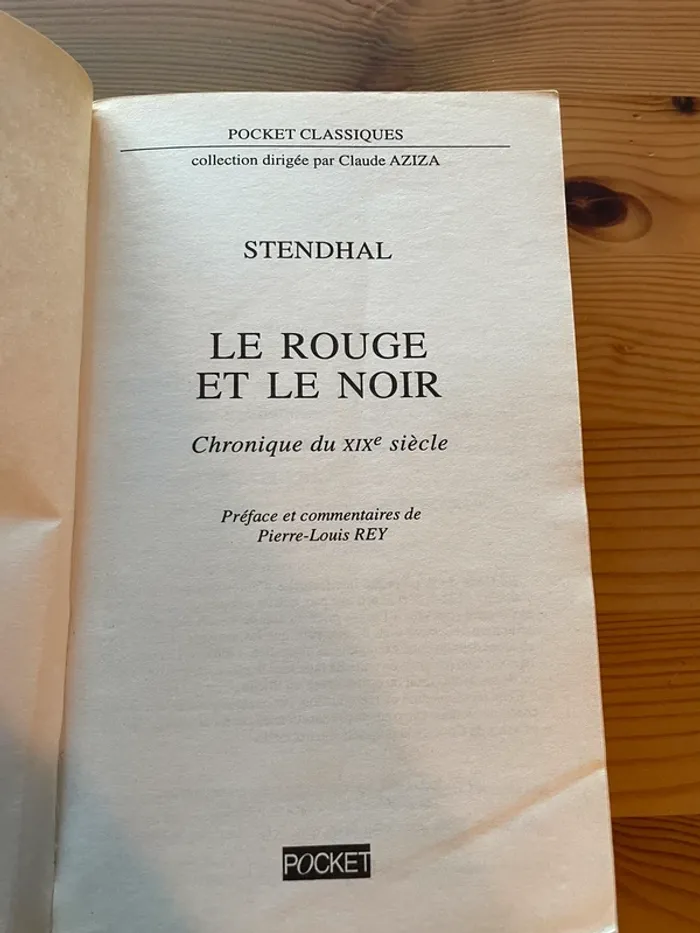 POCKET CLASSIQUES
collection dirigée par Claude AZIZA
STENDHAL
LE ROUGE
ET LE NOIR
Chronique du XIXe siècle
Préface et commentaires de
Pierre-Louis REY
POCKET